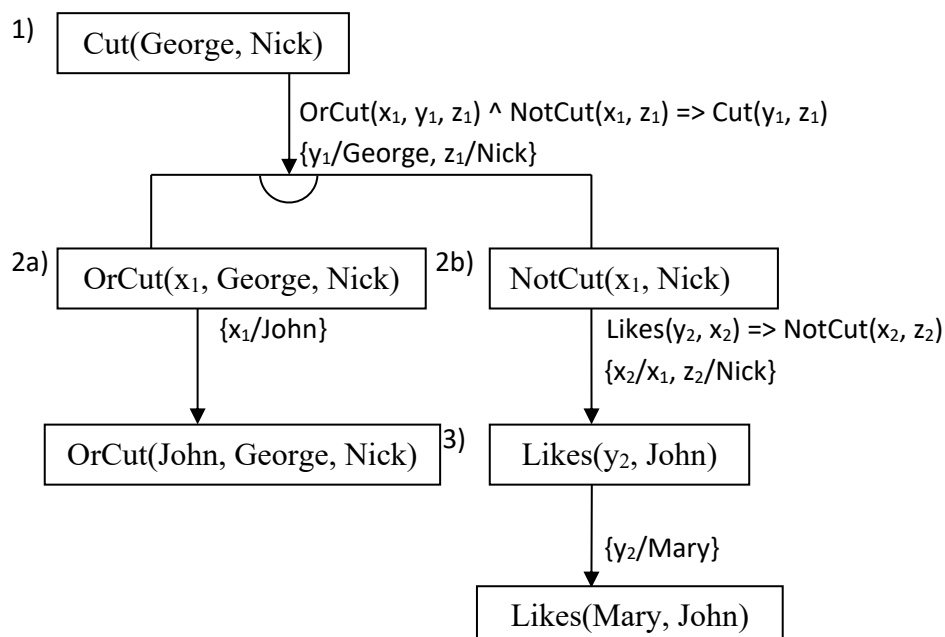 1)
Cut(George, Nick)
OrCut(x₁, y₁, z₁) ^ NotCut(x₁, z₁) => Cut(y₁, z₁)
{y₁/George, z₁/Nick}
2a)
OrCut(x₁, George, Nick)
2b)
NotCut(x₁, Nick)
{x₁/John}
Likes(y₂, x₂) => NotCut(x₂, z₂)
{x₂/x₁, z₂/Nick}
OrCut(John, George, Nick)
3)
Likes(y₂, John)
{y₂/Mary}
Likes(Mary, John)